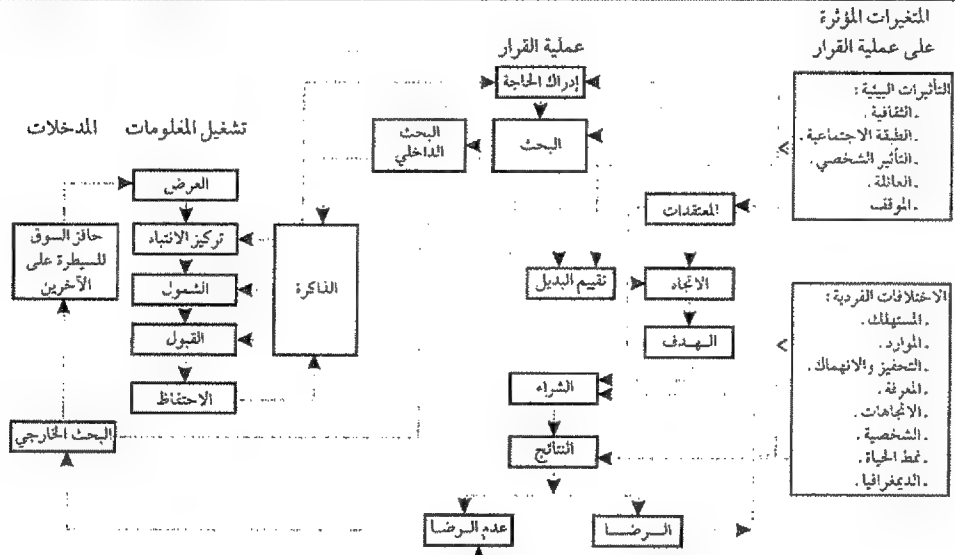 المتغيرات المؤثرة
على عملية القرار
التأثيرات البيئية:
.الثقافية.
.الطبقة الاجتماعية.
.التأثير الشخصي.
.العائلة.
.الموقف
الاختلافات الفردية:
.المستهلك.
.الموارد.
.التحفيز والانهماك.
.المعرفة.
.الاتجاهات.
.الشخصية.
.نمط الحياة.
.الديمغرافيا.
عملية القرار
إدراك الحاجة
البحث
البحث
الداخلي
المعتقدات
تقييم البديل
الاتجاه
الـهـدف
الشراء
النتائج
الـرضـا
عدم الـرضـا
تشغيل المعلومات
العرض
تركيز الانتباه
الشمول
القبول
الاحتفاظ
الذاكرة
المدخلات
حافز السوق
للسيطرة على
الآخرين
البحث الخارجي